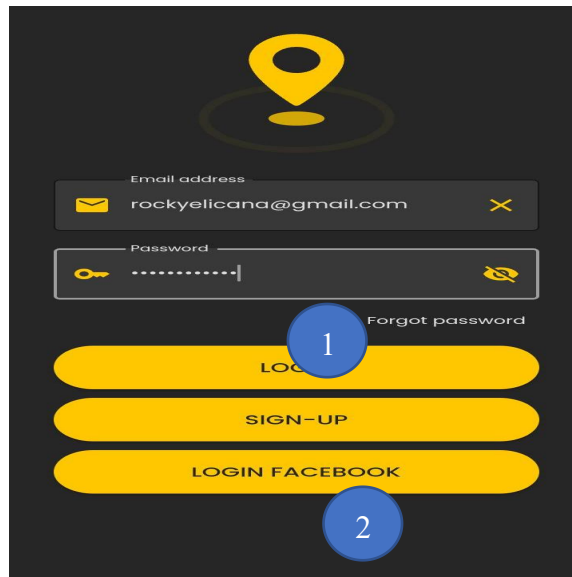 Email address
rockyelicana@gmail.com
Password
Forgot password
1
SIGN-UP
LOGIN FACEBOOK
2